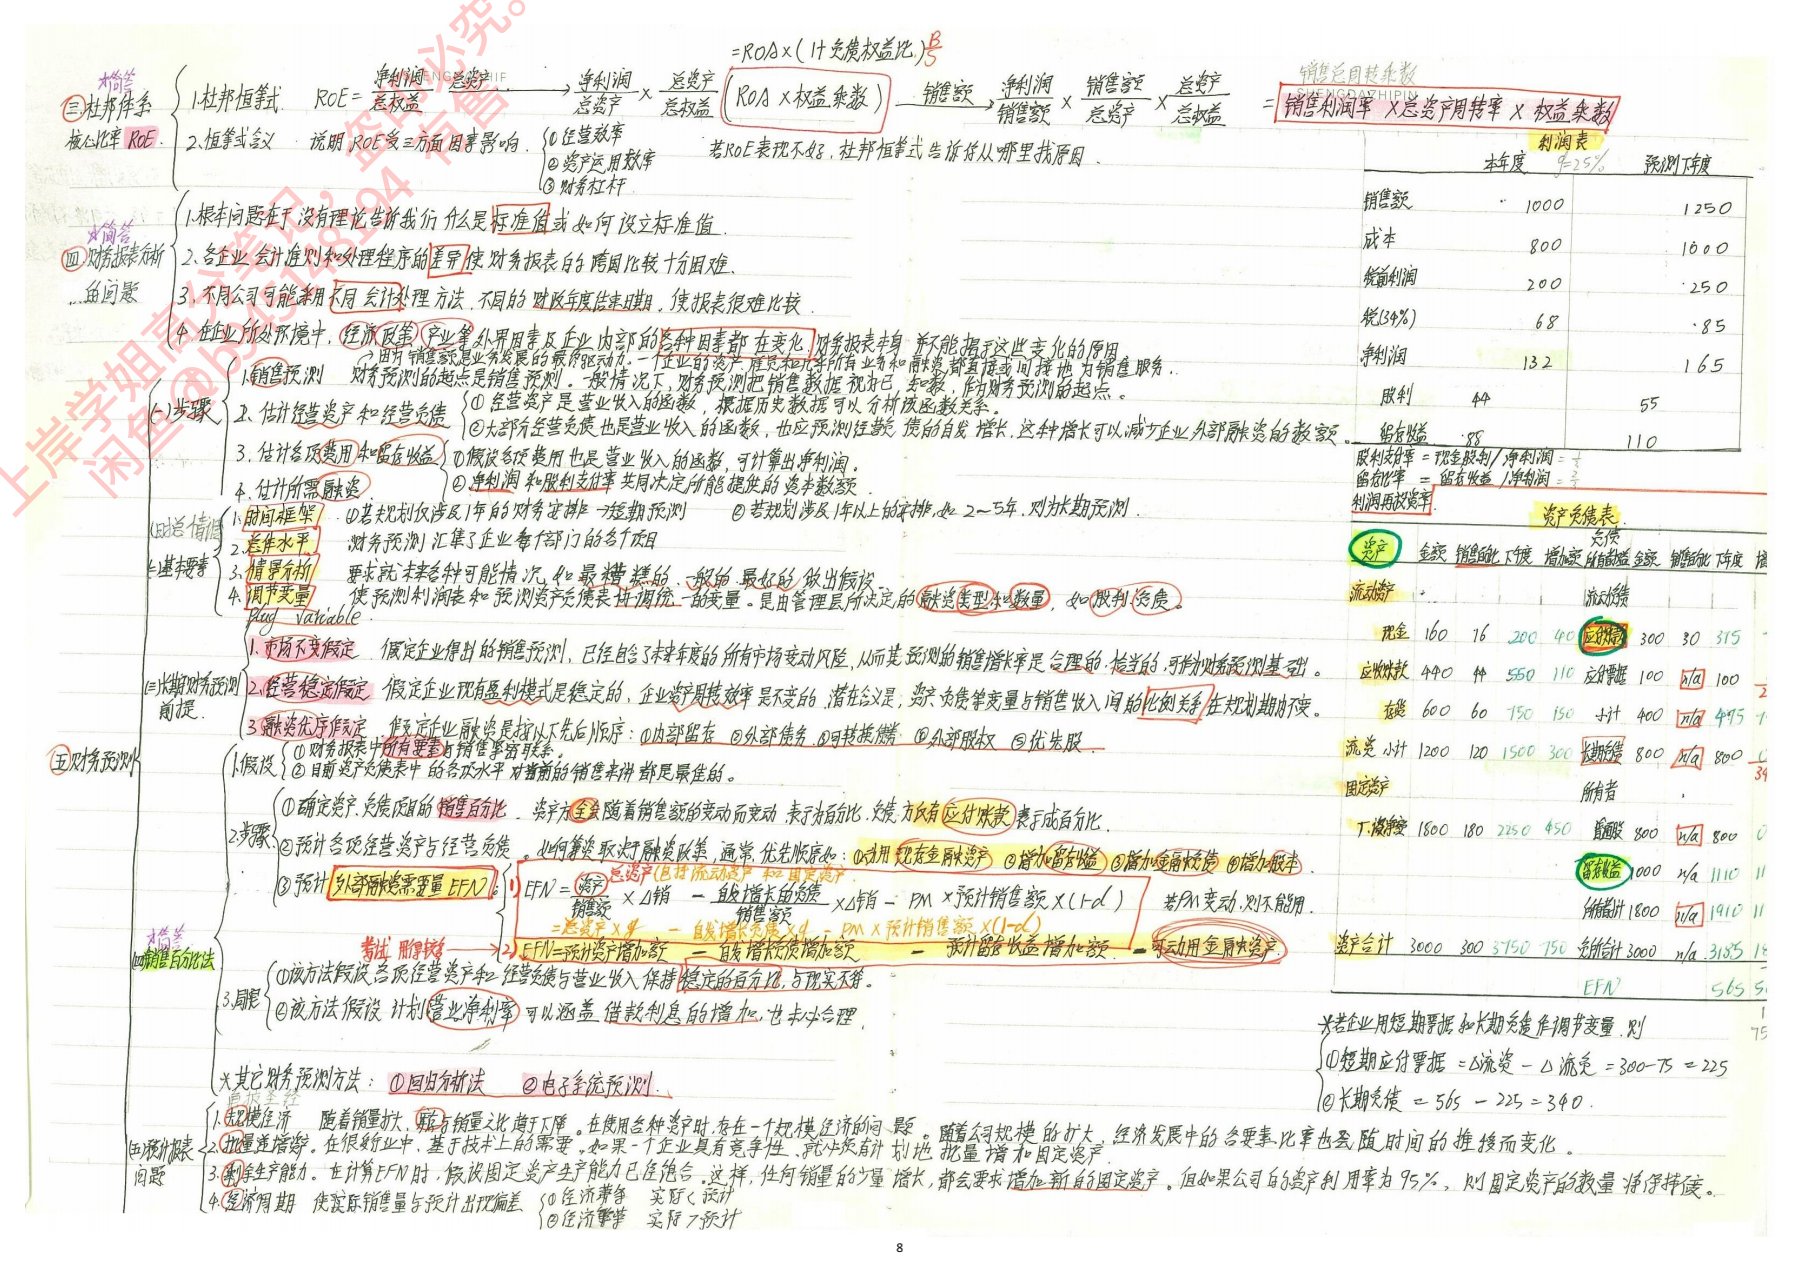 =ROA×(1+负债权益比)B/S
*简答
三 杜邦体系
核心比率 ROE
1.杜邦恒等式 ROE= 净利润/总权益 总资产 → 净利润/总资产 × 总资产/总权益 (ROA×权益乘数) 销售额→ 净利润/销售额 × 销售额/总资产 × 总资产/总权益 = 销售利润率×总资产周转率×权益乘数
2.恒等式含义 说明ROE受三方面因素影响
①经营效率
②资产运用效率
③财务杠杆
若ROE表现不好,杜邦恒等式告诉你从哪里找原因.
*简答
四 财务报表分析
的问题
1.根本问题在于没有理论告诉我们什么是标准值或如何设立标准值.
2.各企业会计准则和处理程序的差异使财务报表的跨国比较十分困难.
3.不同公司可能采用不同会计处理方法.不同的财政年度结束日期,使报表很难比较.
4.在企业所处环境中,经济政策,产业等外界因素及企业内部的各种因素都在变化,财务报表本身并不能揭示这些变化的原因
五 财务预测
(一)步骤
由于销售额是业务发展的最终驱动力.一个企业的资产,雇员和几乎所有业务和融资都直接或间接地为销售服务.
1.销售预测 财务预测的起点是销售预测。一般情况下,财务预测把销售数据视为已知数,作为财务预测的起点。
2.估计经营资产和经营负债
①经营资产是营业收入的函数,根据历史数据可以分析该函数关系。
②大部分经营负债也是营业收入的函数,也应预测经营负债的自发增长,这种增长可以减少企业外部融资的数额.
3.估计各项费用和留存收益
①假设各项费用也是营业收入的函数,可计算出净利润。
②净利润和股利支付率共同决定所能提供的资本数额.
4.估计所需融资
(二)基本要素
1.时间框架 ①若规划仅涉及1年的财务安排→短期预测 ②若规划涉及1年以上的安排,如2~5年,则为长期预测.
2.总体水平 财务预测汇集了企业每个部门的各个项目
3.情景分析 要求就未来各种可能情况,如最糟糕的,一般的,最好的做出假设
4.调节变量 使预测利润表和预测资产负债表协调统一的变量。是由管理层所决定的融资类型和数量,如股利,负债。
Plug variable
(三)长期财务预测
前提.
1.市场不变假定 假定企业得出的销售预测,已经包含了未来年度的所有市场变动风险,从而其预测的销售增长率是合理的,恰当的,可作为财务预测基础.
2.经营稳定假定 假定企业现有盈利模式是稳定的,企业资产周转效率是不变的.潜在含义是:资产负债等变量与销售收入间的比例关系在规划期内不变。
3.融资优序假定 假定企业融资是按以下先后顺序:①内部留存 ②外部债务 ③可转换债 ④外部股权 ⑤优先股
*简答
(四)销售百分比法
1.假设
①财务报表中所有要素与销售紧密联系。
②目前资产负债表中的各项水平对当前的销售来讲都是最佳的。
2.步骤
①确定资产.负债项目的销售百分比 资产方全会随着销售额的变动而变动 表示为百分比.负债方仅有应付账款表示成百分比.
②预计各项经营资产与经营负债。如何筹资取决于融资政策,通常,优先顺序如:①动用现存金融资产 ②增加留存收益 ③增加金融负债 ④增加股本.
③预计外部融资需要量EFN
总资产(包括流动资产和固定资产)
1) EFN= 资产/销售额 ×△销 − 自发增长的负债/销售额 ×△销 − PM×预计销售额×(1-d) 若PM变动,则不能用.
=总资产×g − 自发增长负债×g − PM×预计销售额×(1-d)
2) EFN=预计资产增加额 − 自发增长负债增加额 − 预计留存收益增加额 − 可动用金融资产.
3.局限
①该方法假设各项经营资产和经营负债与营业收入保持稳定的百分比,与现实不符。
②该方法假设计划营业净利率可以涵盖借款利息的增加,也未必合理.
*其它财务预测方法: ①回归分析法 ②电子系统预测.
(五)预计报表
问题
1.规模经济 随着销量扩大,与销量之比趋于下降。在使用各种资产时,存在一个规模经济的问题。随着公司规模的扩大,经济发展中的各要素比率也会随时间的推移而变化.
2.批量递增资产.在很多行业中,基于技术上的需要,如果一个企业具有竞争性,就必须有计划地批量增加固定资产
3.剩余生产能力.在计算EFN时,假设固定资产生产能力已经饱合.这样,任何销量的少量增长,都会要求增加新的固定资产.但如果公司的资产利用率为95%,则固定资产的数量将保持住。
4.经济周期 使实际销售量与预计出现偏差
①经济萧条 实际<预计
②经济繁荣 实际>预计
利润表
本年度 g=25% 预测下年度
销售额 1000 1250
成本 800 1000
税前利润 200 250
税(34%) 68 85
净利润 132 165
股利 44 55
留存收益 88 110
股利支付率=现金股利/净利润=1/3
留存比率=留存收益/净利润=2/3
利润再投资率
资产负债表
资产 金额 销售百分比 下年度 增加额 负债所有者权益 金额 销售百分比 下年度
流动资产 流动负债
现金 160 16 200 40 应付账款 300 30 375
应收账款 440 44 550 110 应付票据 100 n/a 100
存货 600 60 750 150 小计 400 n/a 475
流资小计 1200 120 1500 300 长期负债 800 n/a 800
固定资产 所有者
厂,设净额 1800 180 2250 450 普通股 800 n/a 800
留存收益 1000 n/a 1110
所有者小计 1800 n/a 1910
资产合计 3000 300 3750 750 负所合计 3000 n/a 3185
EFN 565
*若企业用短期票据和长期负债作调节变量,则
①短期应付票据=△流资−△流负=300-75=225
②长期负债=565−225=340.
上岸学姐高分笔记,盗印必究。
闲鱼@by45148194 有售
8